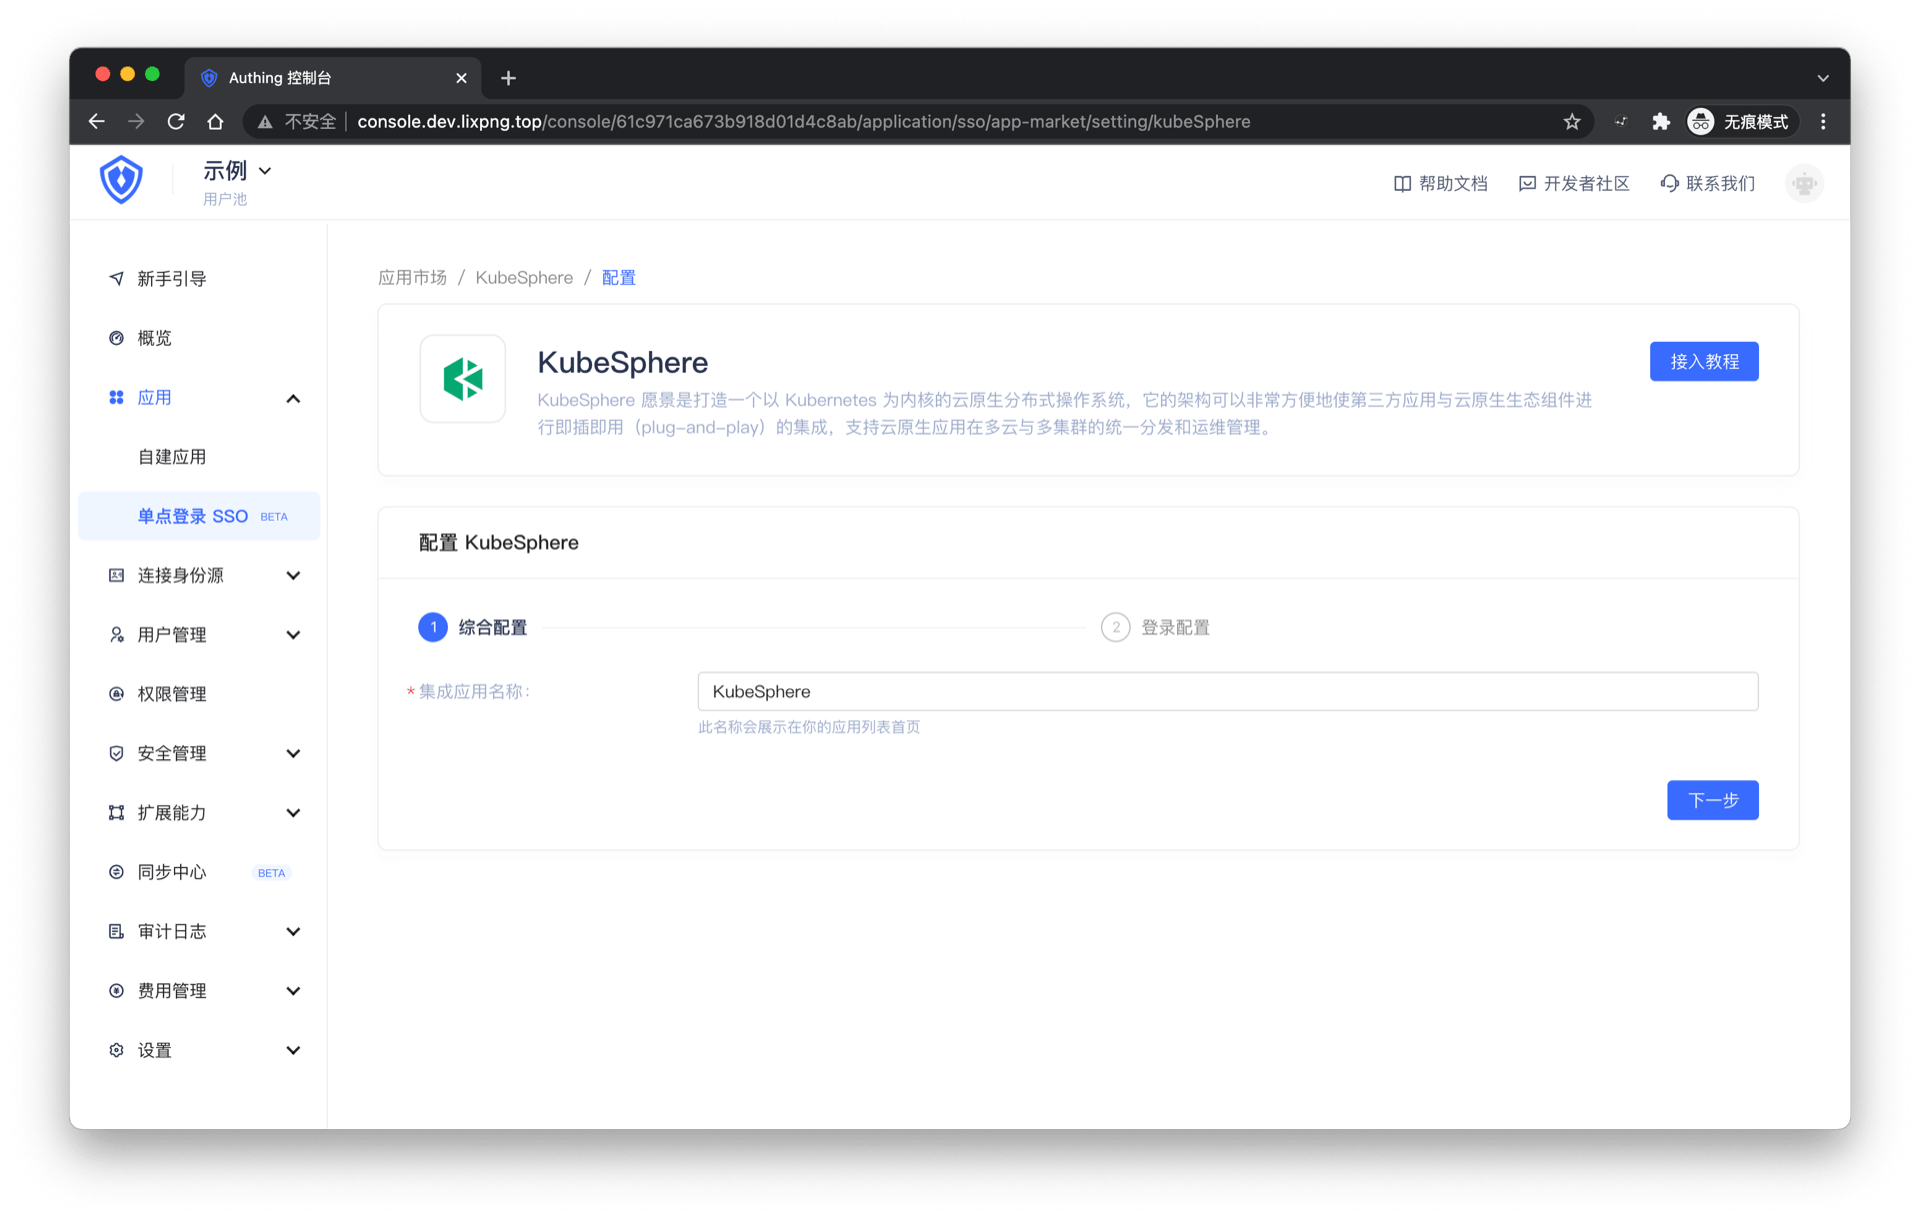 Authing 控制台
不安全 console.dev.lixpng.top/console/61c971ca673b918d01d4c8ab/application/sso/app-market/setting/kubeSphere
无痕模式
示例
用户池
帮助文档
开发者社区
联系我们
新手引导
概览
应用
自建应用
单点登录 SSO BETA
连接身份源
用户管理
权限管理
安全管理
扩展能力
同步中心 BETA
审计日志
费用管理
设置
应用市场 / KubeSphere / 配置
KubeSphere
接入教程
KubeSphere 愿景是打造一个以 Kubernetes 为内核的云原生分布式操作系统，它的架构可以非常方便地使第三方应用与云原生生态组件进
行即插即用（plug-and-play）的集成，支持云原生应用在多云与多集群的统一分发和运维管理。
配置 KubeSphere
1 综合配置
2 登录配置
* 集成应用名称：
KubeSphere
此名称会展示在你的应用列表首页
下一步